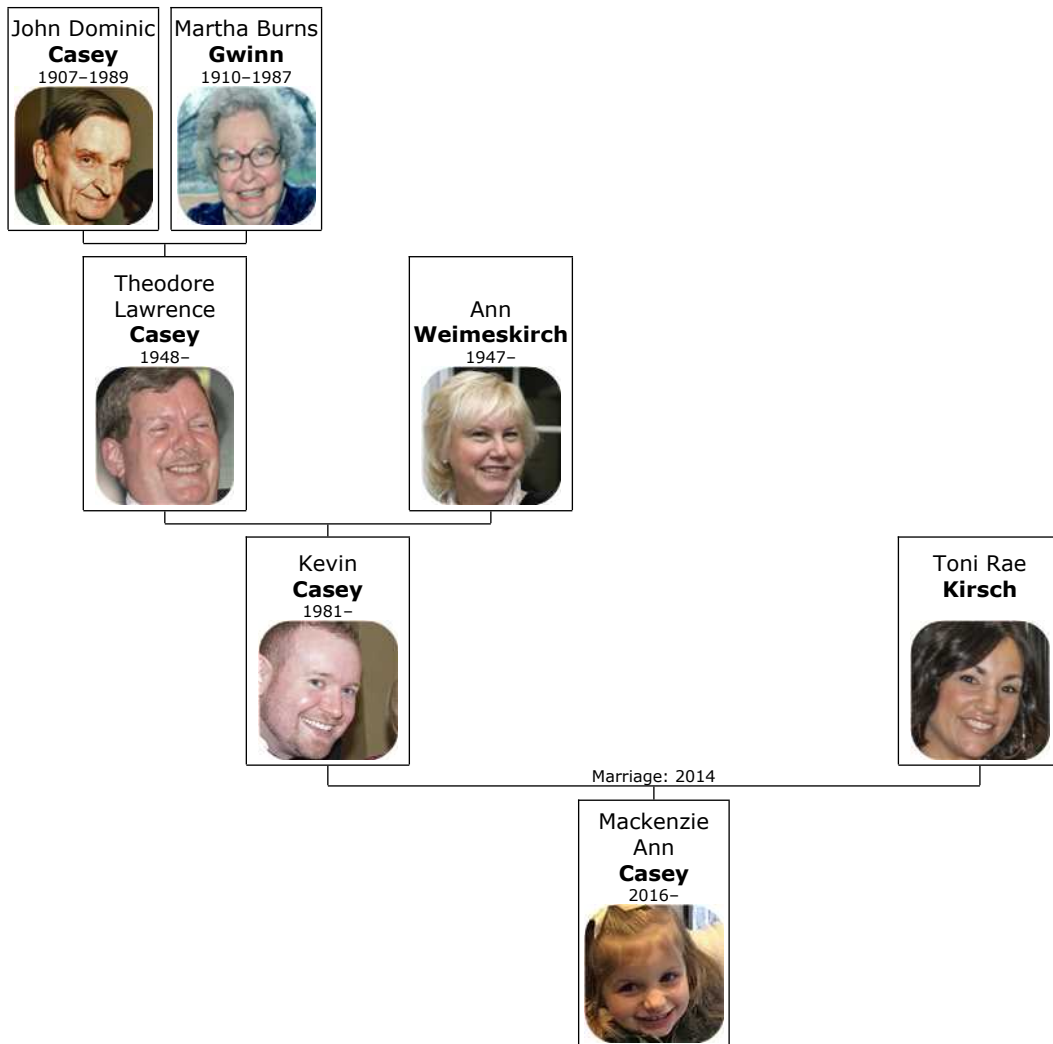 John Dominic
Casey
1907–1989
Martha Burns
Gwinn
1910–1987
Theodore
Lawrence
Casey
1948–
Ann
Weimeskirch
1947–
Kevin
Casey
1981–
Toni Rae
Kirsch
Marriage: 2014
Mackenzie
Ann
Casey
2016–